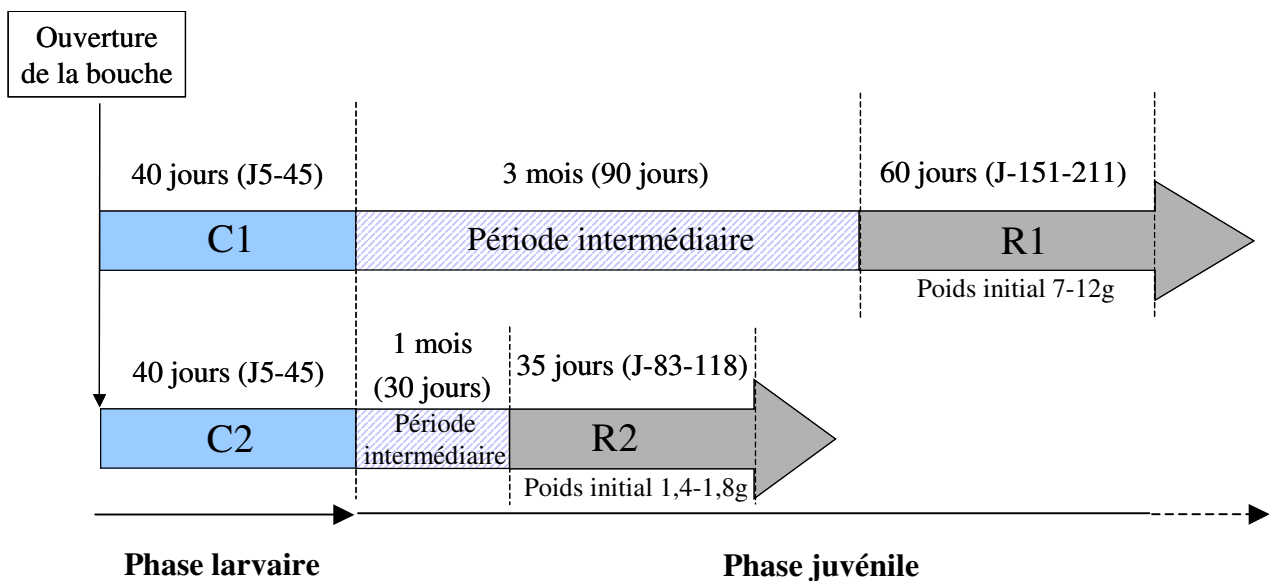 Ouverture
de la bouche
40 jours (J5-45)
3 mois (90 jours)
60 jours (J-151-211)
C1
Période intermédiaire
R1
Poids initial 7-12g
40 jours (J5-45)
1 mois
(30 jours)
35 jours (J-83-118)
C2
Période
intermédiaire
R2
Poids initial 1,4-1,8g
Phase larvaire
Phase juvénile